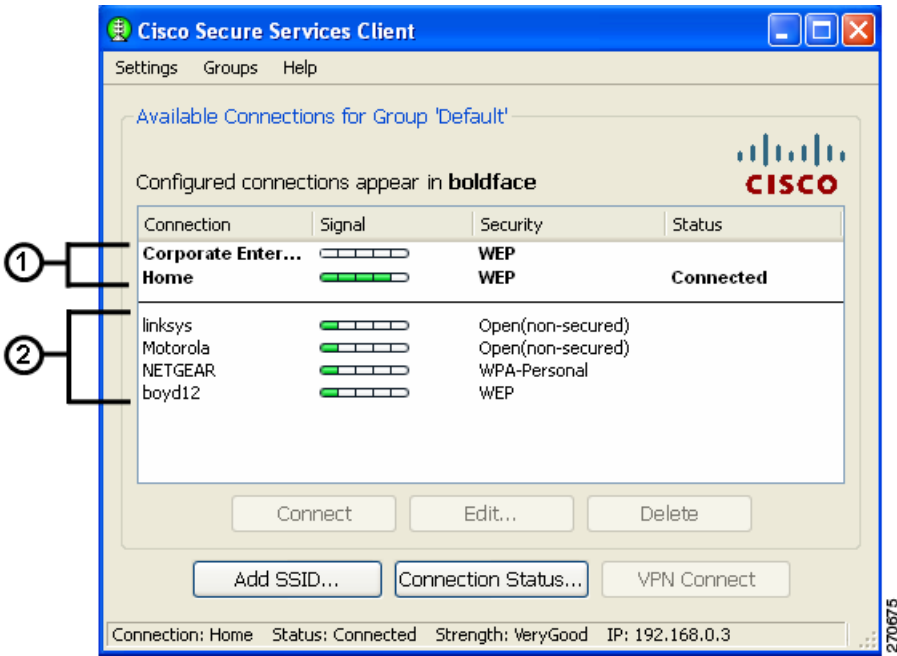 Cisco Secure Services Client
Settings Groups Help
Available Connections for Group 'Default'
Configured connections appear in boldface
CISCO
Connection Signal Security Status
1
Corporate Enter... WEP
Home WEP Connected
2
linksys Open(non-secured)
Motorola Open(non-secured)
NETGEAR WPA-Personal
boyd12 WEP
Connect Edit... Delete
Add SSID... Connection Status... VPN Connect
Connection: Home Status: Connected Strength: VeryGood IP: 192.168.0.3
270675